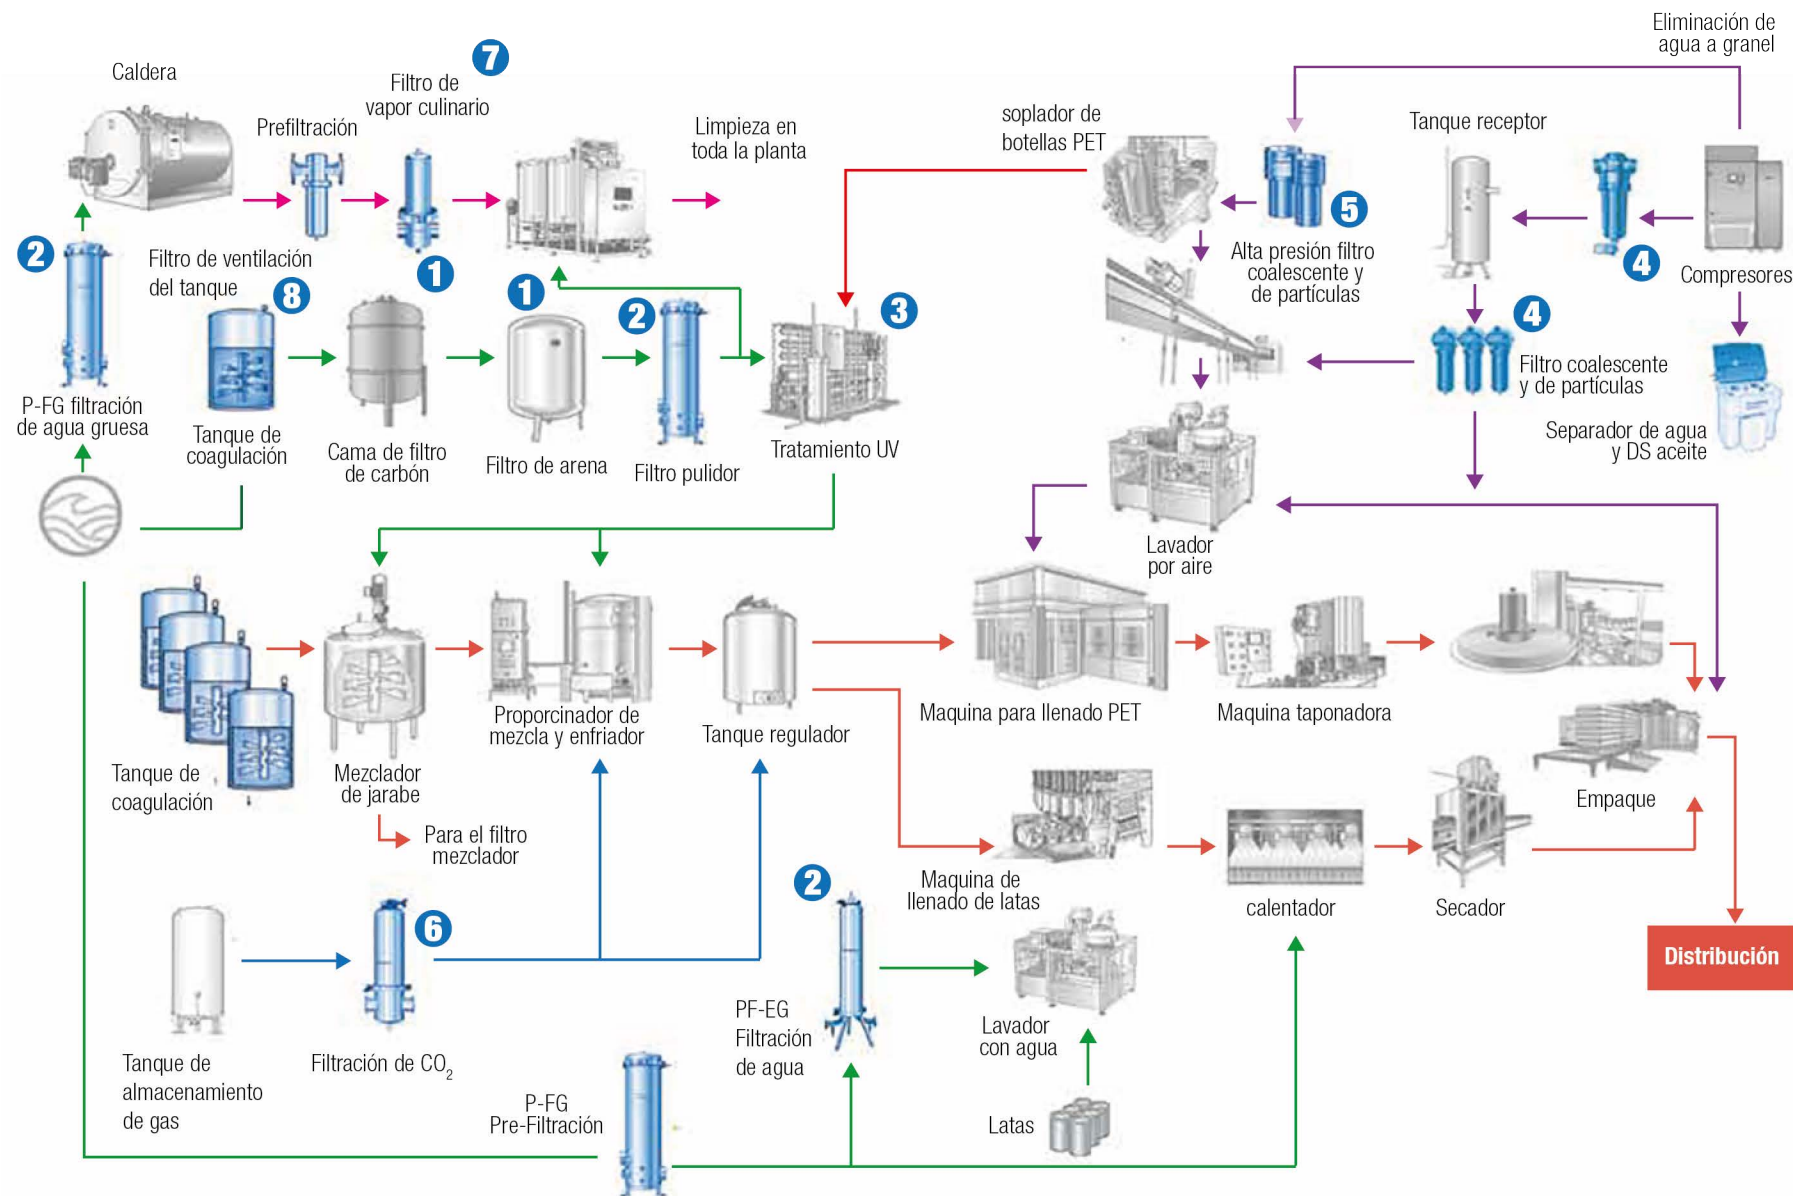 Eliminación de
agua a granel
Caldera
7
Filtro de
vapor culinario
Prefiltración
Limpieza en
toda la planta
soplador de
botellas PET
Tanque receptor
5
4
Alta presión filtro
coalescente y
de partículas
Compresores
2
Filtro de ventilación
del tanque
8
1
1
2
3
4
Filtro coalescente
y de partículas
P-FG filtración
de agua gruesa
Tanque de
coagulación
Cama de filtro
de carbón
Filtro de arena
Filtro pulidor
Tratamiento UV
Separador de agua
y DS aceite
Lavador
por aire
Tanque de
coagulación
Mezclador
de jarabe
Proporcinador de
mezcla y enfriador
Tanque regulador
Maquina para llenado PET
Maquina taponadora
Empaque
Para el filtro
mezclador
Maquina de
llenado de latas
calentador
Secador
2
6
Distribución
Tanque de
almacenamiento
de gas
Filtración de CO2
PF-EG
Filtración
de agua
Lavador
con agua
P-FG
Pre-Filtración
Latas